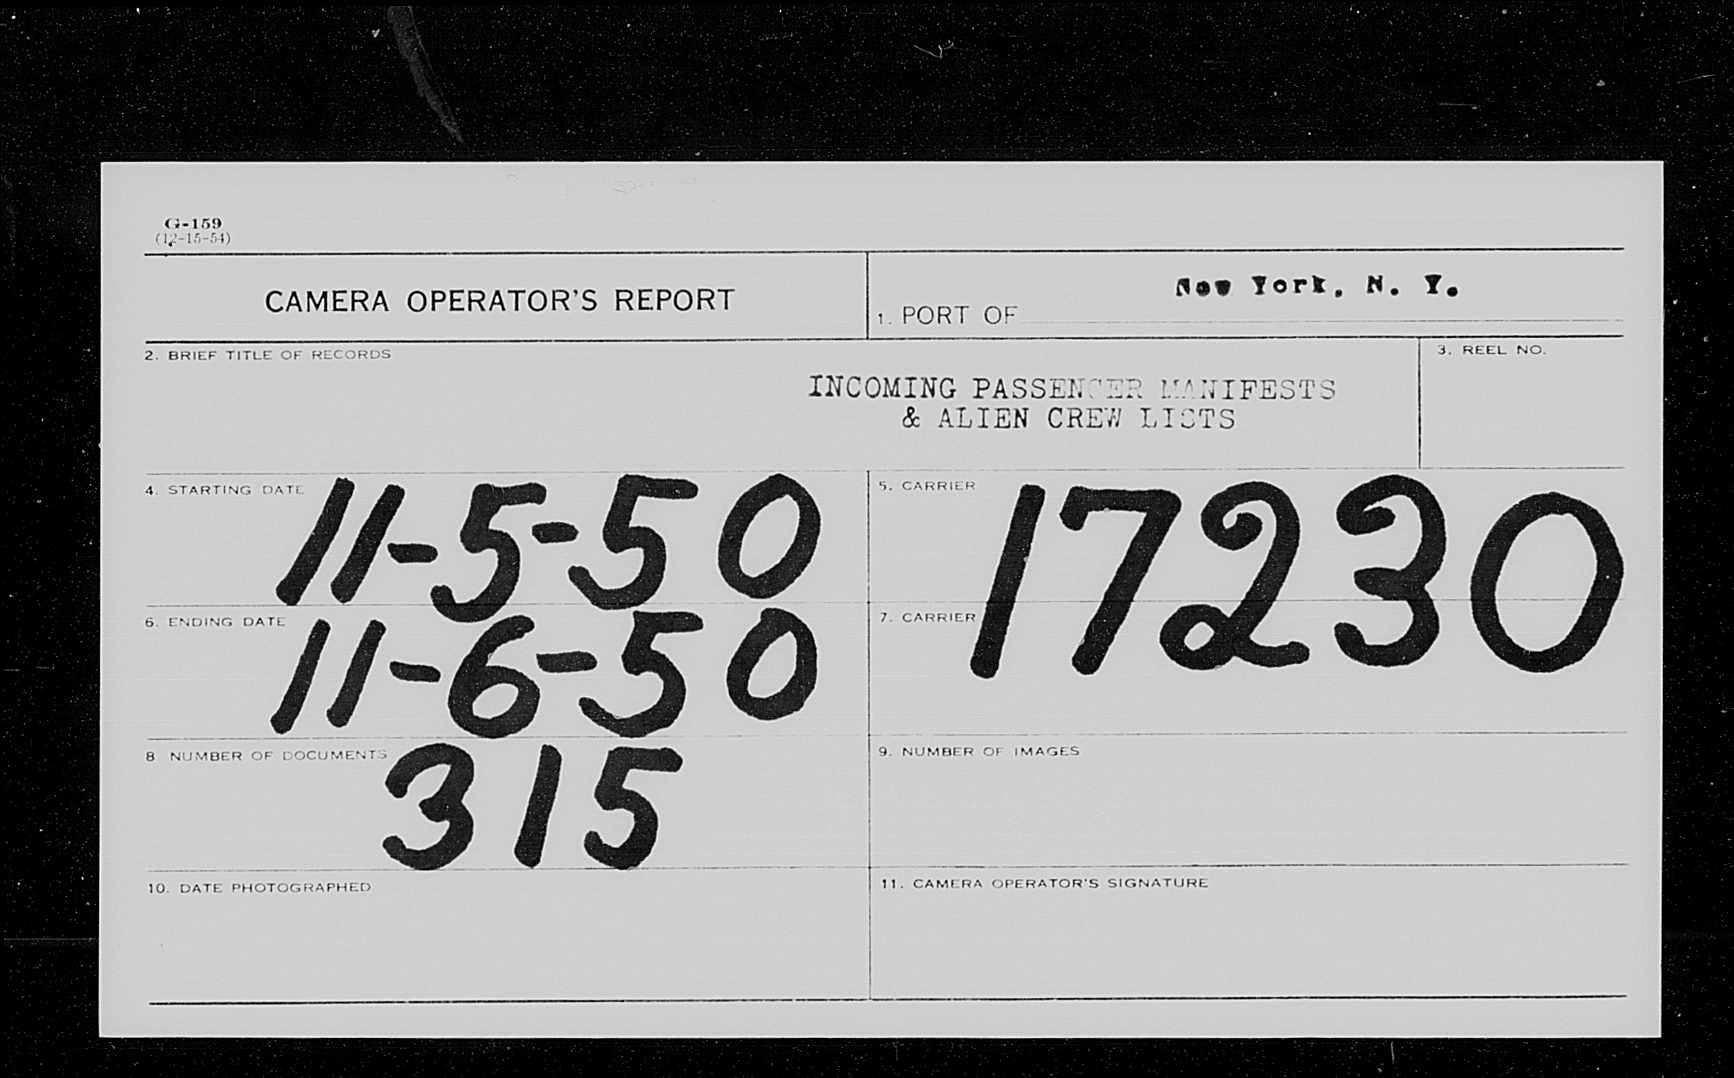 G-159
(12-15-54)
CAMERA OPERATOR'S REPORT
1. PORT OF New York, N. Y.
2. BRIEF TITLE OF RECORDS
INCOMING PASSENGER MANIFESTS
& ALIEN CREW LISTS
3. REEL NO.
4. STARTING DATE 11-5-50
5. CARRIER 17230
6. ENDING DATE 11-6-50
7. CARRIER
8 NUMBER OF DOCUMENTS 315
9. NUMBER OF IMAGES
10. DATE PHOTOGRAPHED
11. CAMERA OPERATOR'S SIGNATURE